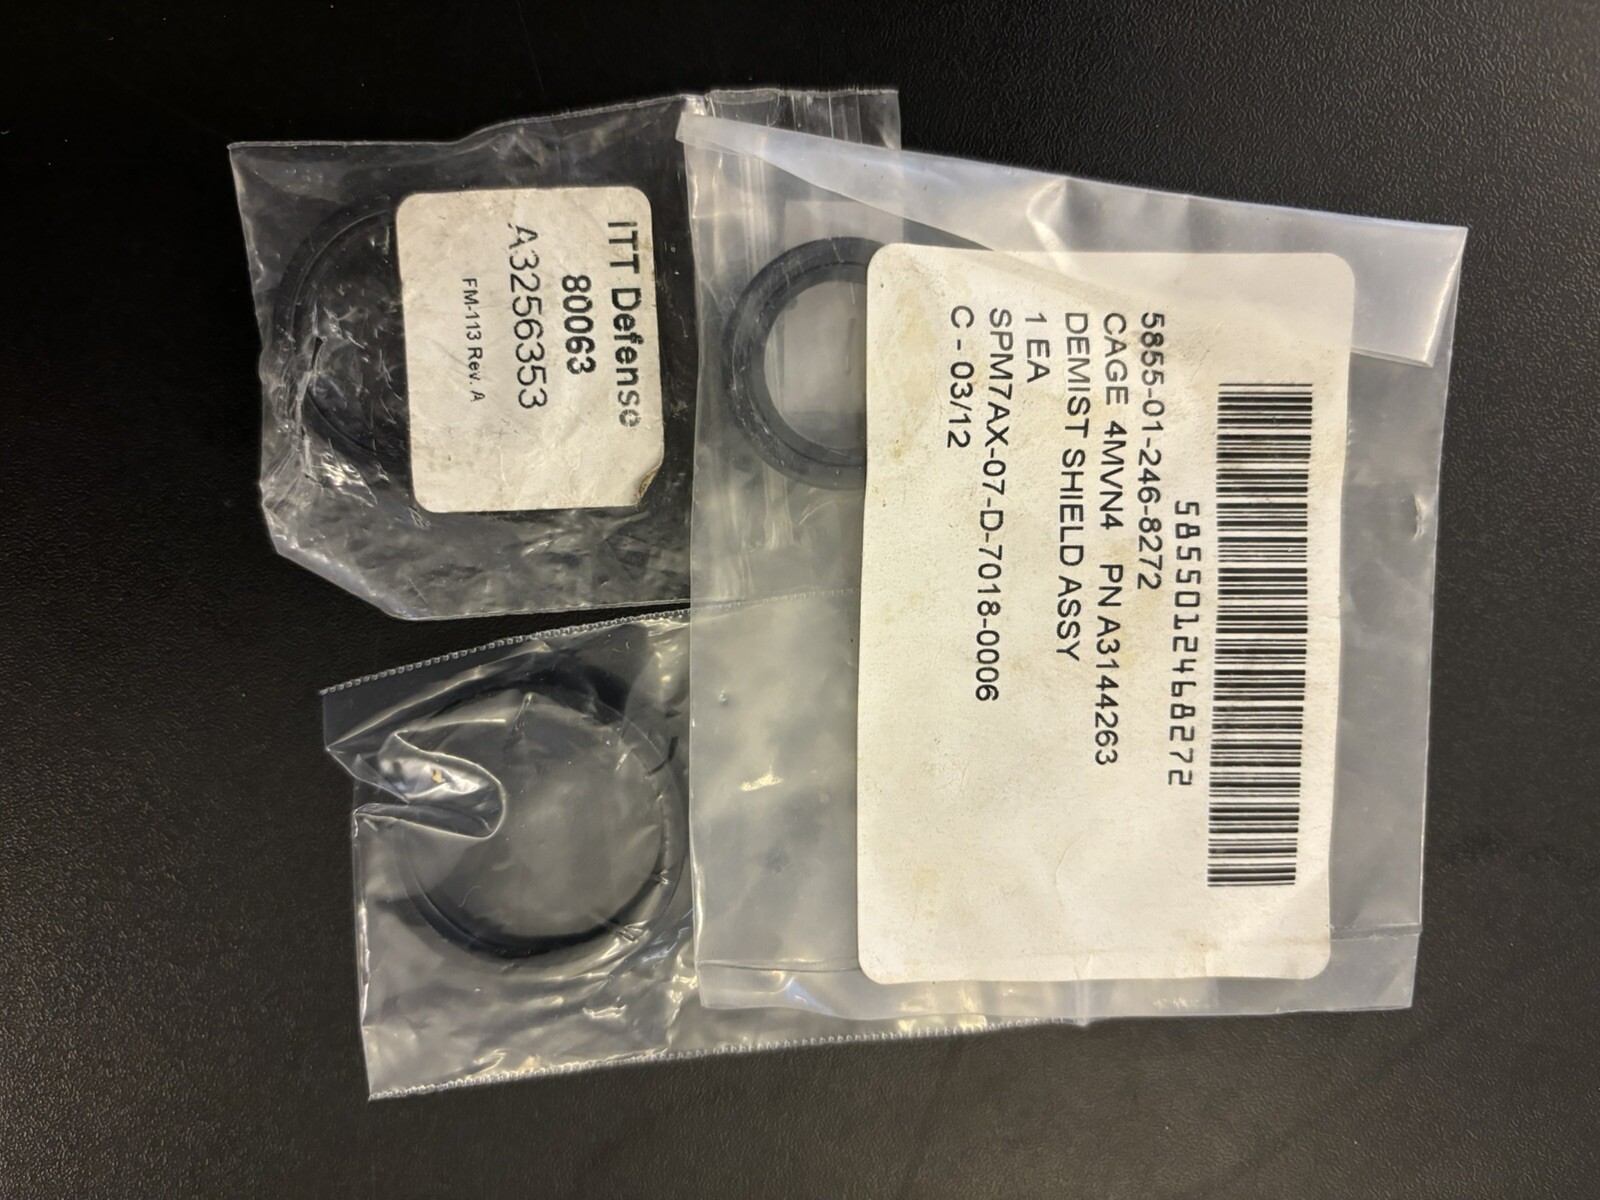 ITT Defense
80063
A3256353
FM-113 Rev. A
5855012468272
5855-01-246-8272
CAGE 4MVN4 PN A3144263
DEMIST SHIELD ASSY
1 EA
SPM7AX-07-D-7018-0006
C - 03/12